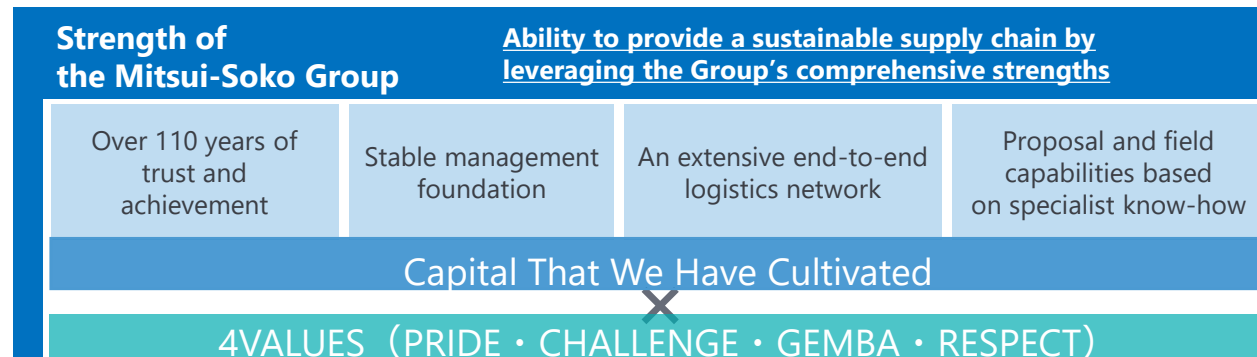 Strength of
the Mitsui-Soko Group
Ability to provide a sustainable supply chain by
leveraging the Group's comprehensive strengths
Over 110 years of
trust and
achievement
Stable management
foundation
An extensive end-to-end
logistics network
Proposal and field
capabilities based
on specialist know-how
Capital That We Have Cultivated
×
4VALUES（PRIDE・CHALLENGE・GEMBA・RESPECT）